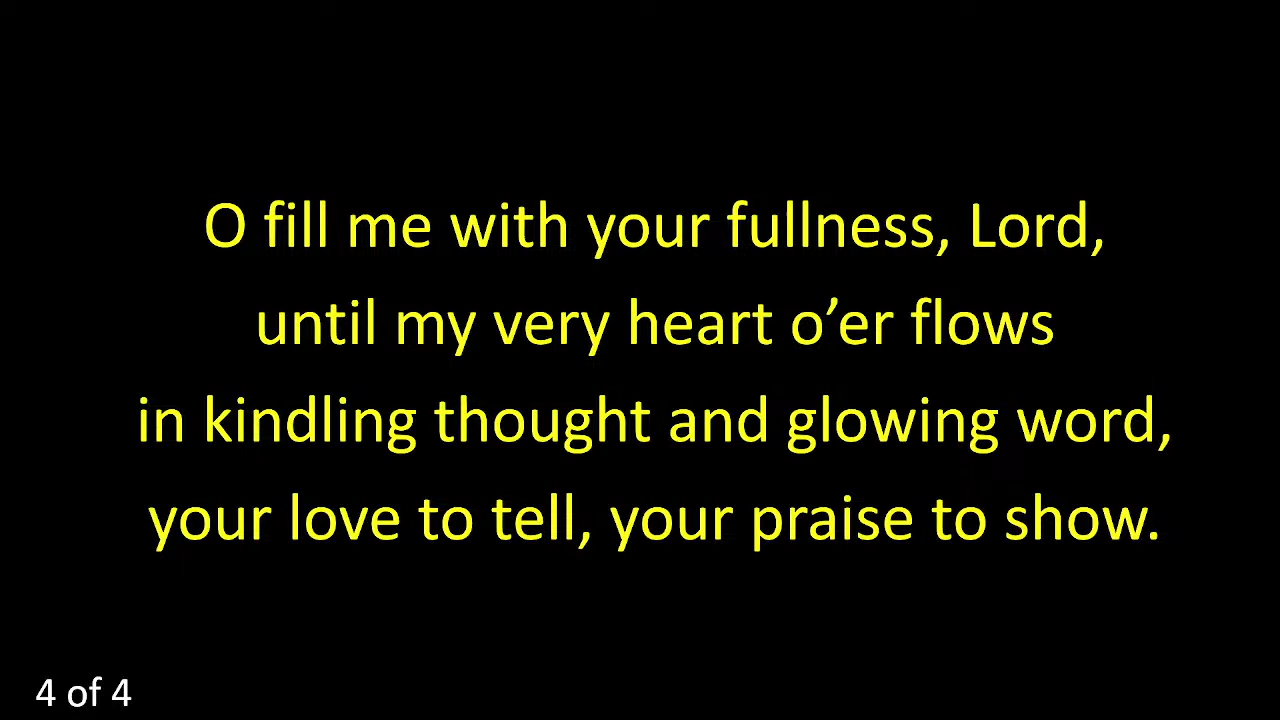 O fill me with your fullness, Lord,
until my very heart o’er flows
in kindling thought and glowing word,
your love to tell, your praise to show.
4 of 4